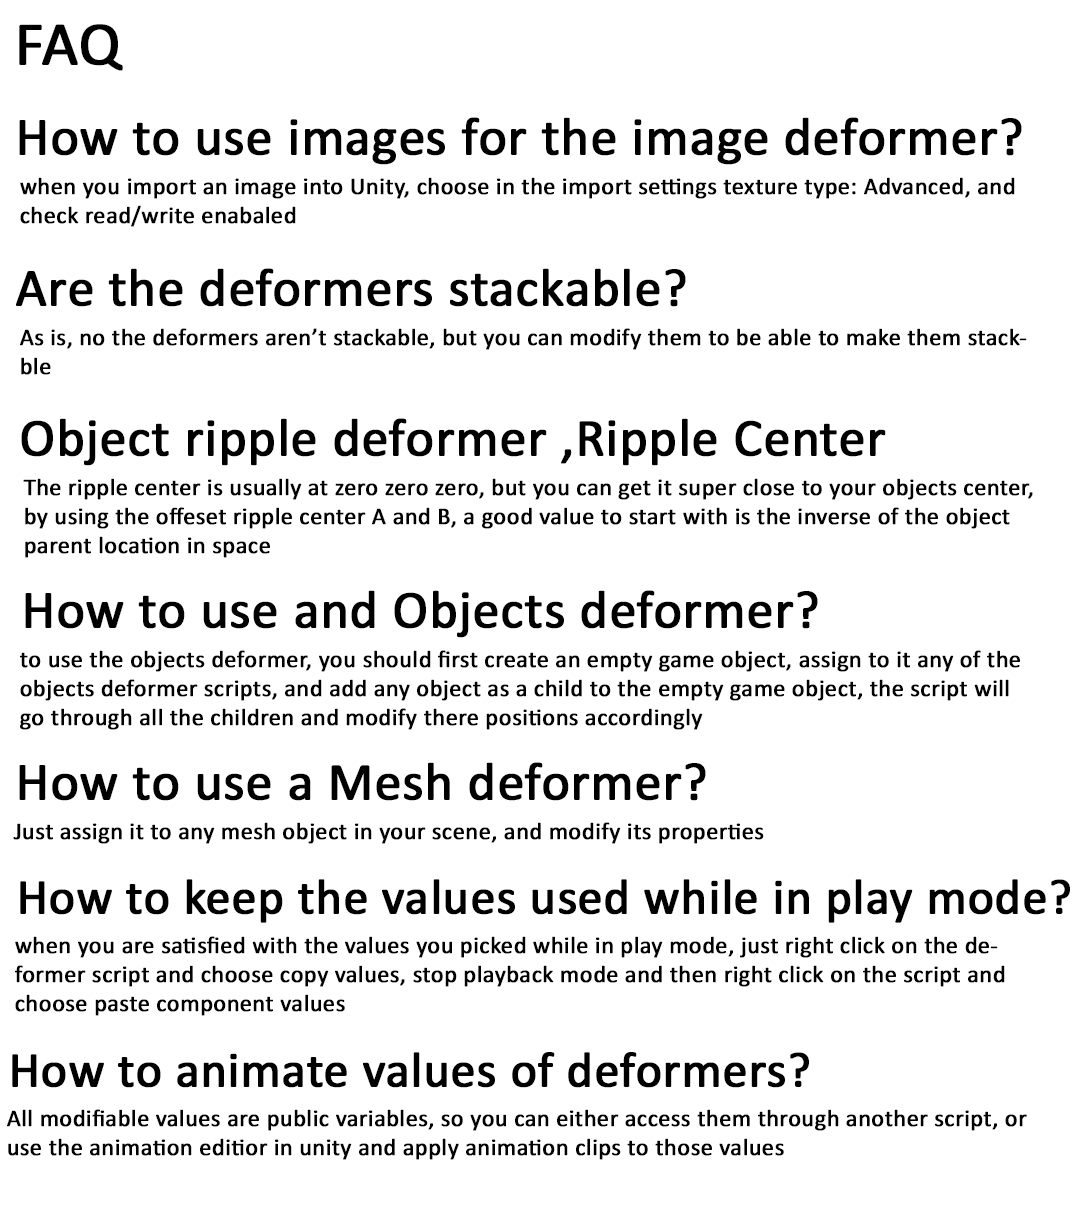 FAQ
How to use images for the image deformer?
when you import an image into Unity, choose in the import settings texture type: Advanced, and
check read/write enabaled
Are the deformers stackable?
As is, no the deformers aren’t stackable, but you can modify them to be able to make them stack-
ble
Object ripple deformer ,Ripple Center
The ripple center is usually at zero zero zero, but you can get it super close to your objects center,
by using the offeset ripple center A and B, a good value to start with is the inverse of the object
parent location in space
How to use and Objects deformer?
to use the objects deformer, you should first create an empty game object, assign to it any of the
objects deformer scripts, and add any object as a child to the empty game object, the script will
go through all the children and modify there positions accordingly
How to use a Mesh deformer?
Just assign it to any mesh object in your scene, and modify its properties
How to keep the values used while in play mode?
when you are satisfied with the values you picked while in play mode, just right click on the de-
former script and choose copy values, stop playback mode and then right click on the script and
choose paste component values
How to animate values of deformers?
All modifiable values are public variables, so you can either access them through another script, or
use the animation editior in unity and apply animation clips to those values